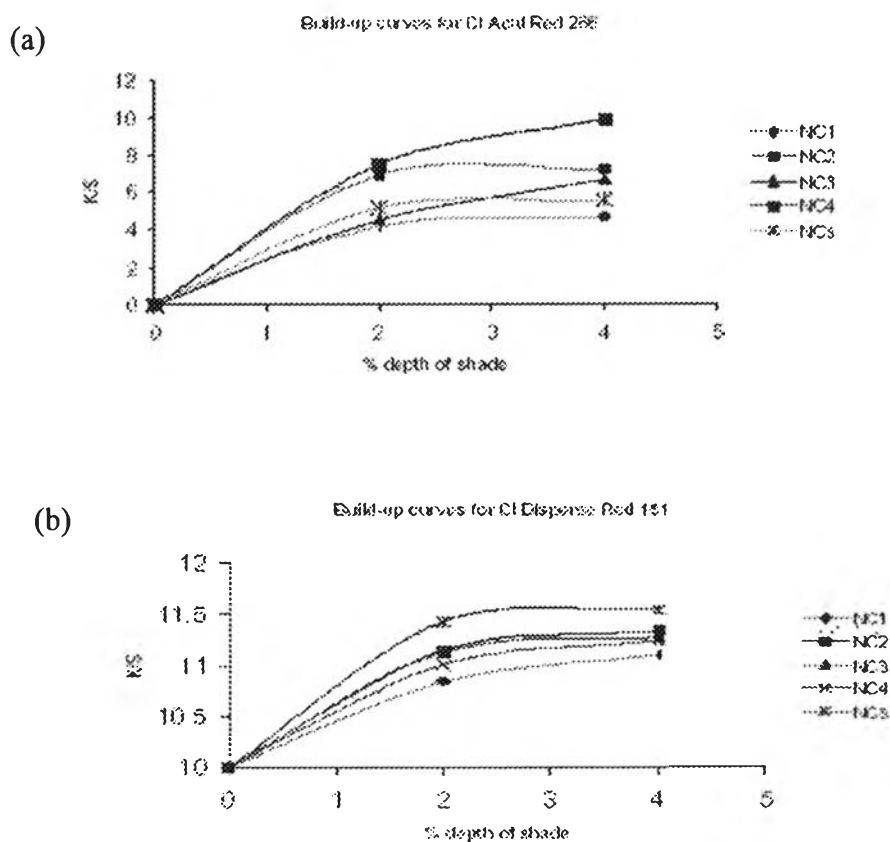 (a)
Build-up curves for CI Acid Red 266
12
10
8
6
4
2
0
K/S
0 1 2 3 4 5
% depth of shade
NC1
NC2
NC3
NC4
NC5
(b)
Build-up curves for CI Disperse Red 151
12
11.5
11
10.5
10
K/S
0 1 2 3 4 5
% depth of shade
NC1
NC2
NC3
NC4
NC5